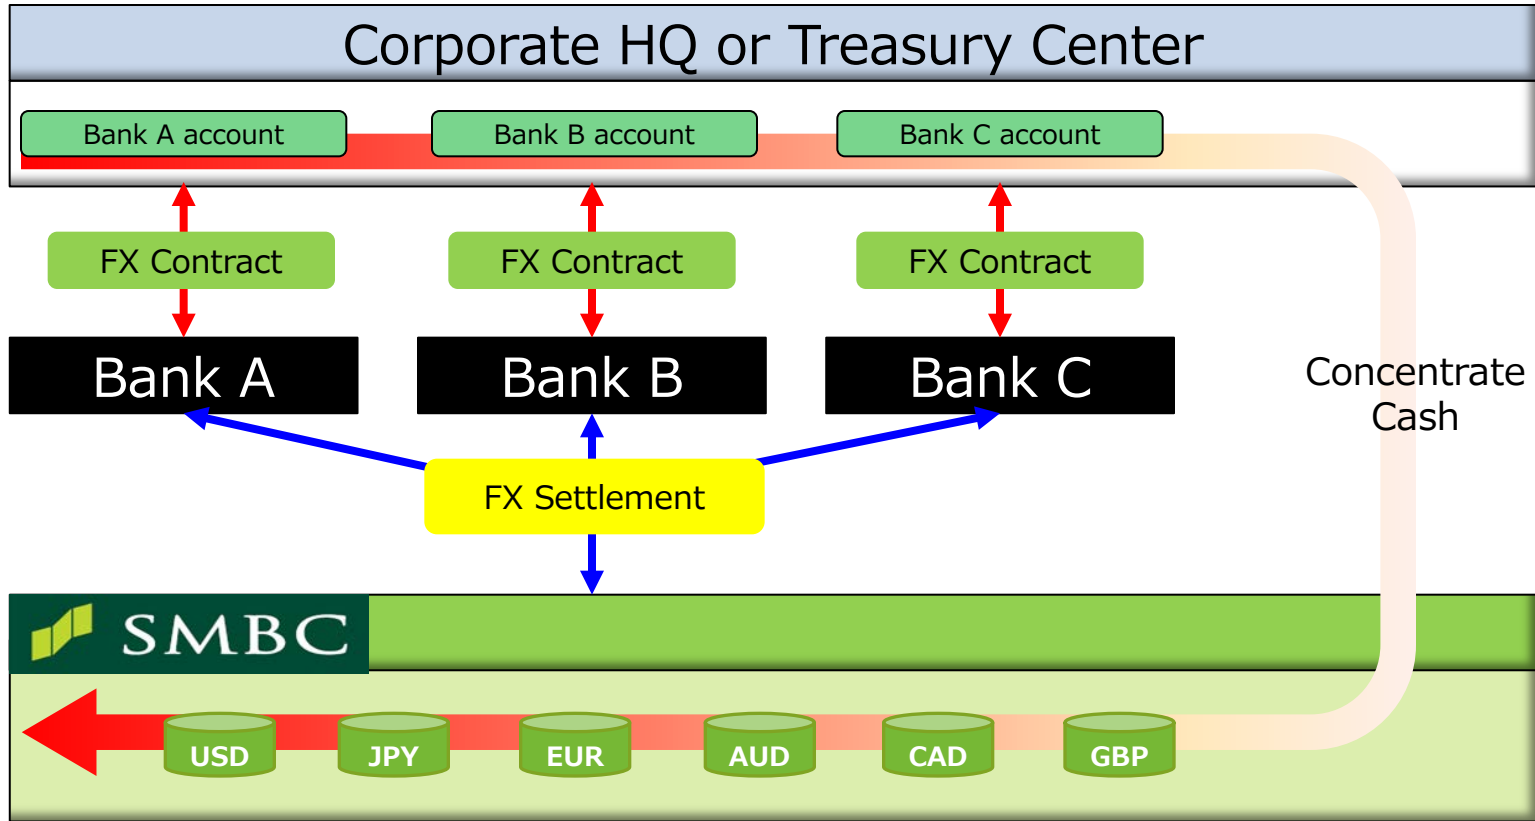 Corporate HQ or Treasury Center
Bank A account
Bank B account
Bank C account
FX Contract
FX Contract
FX Contract
Bank A
Bank B
Bank C
Concentrate
Cash
FX Settlement
SMBC
USD
JPY
EUR
AUD
CAD
GBP